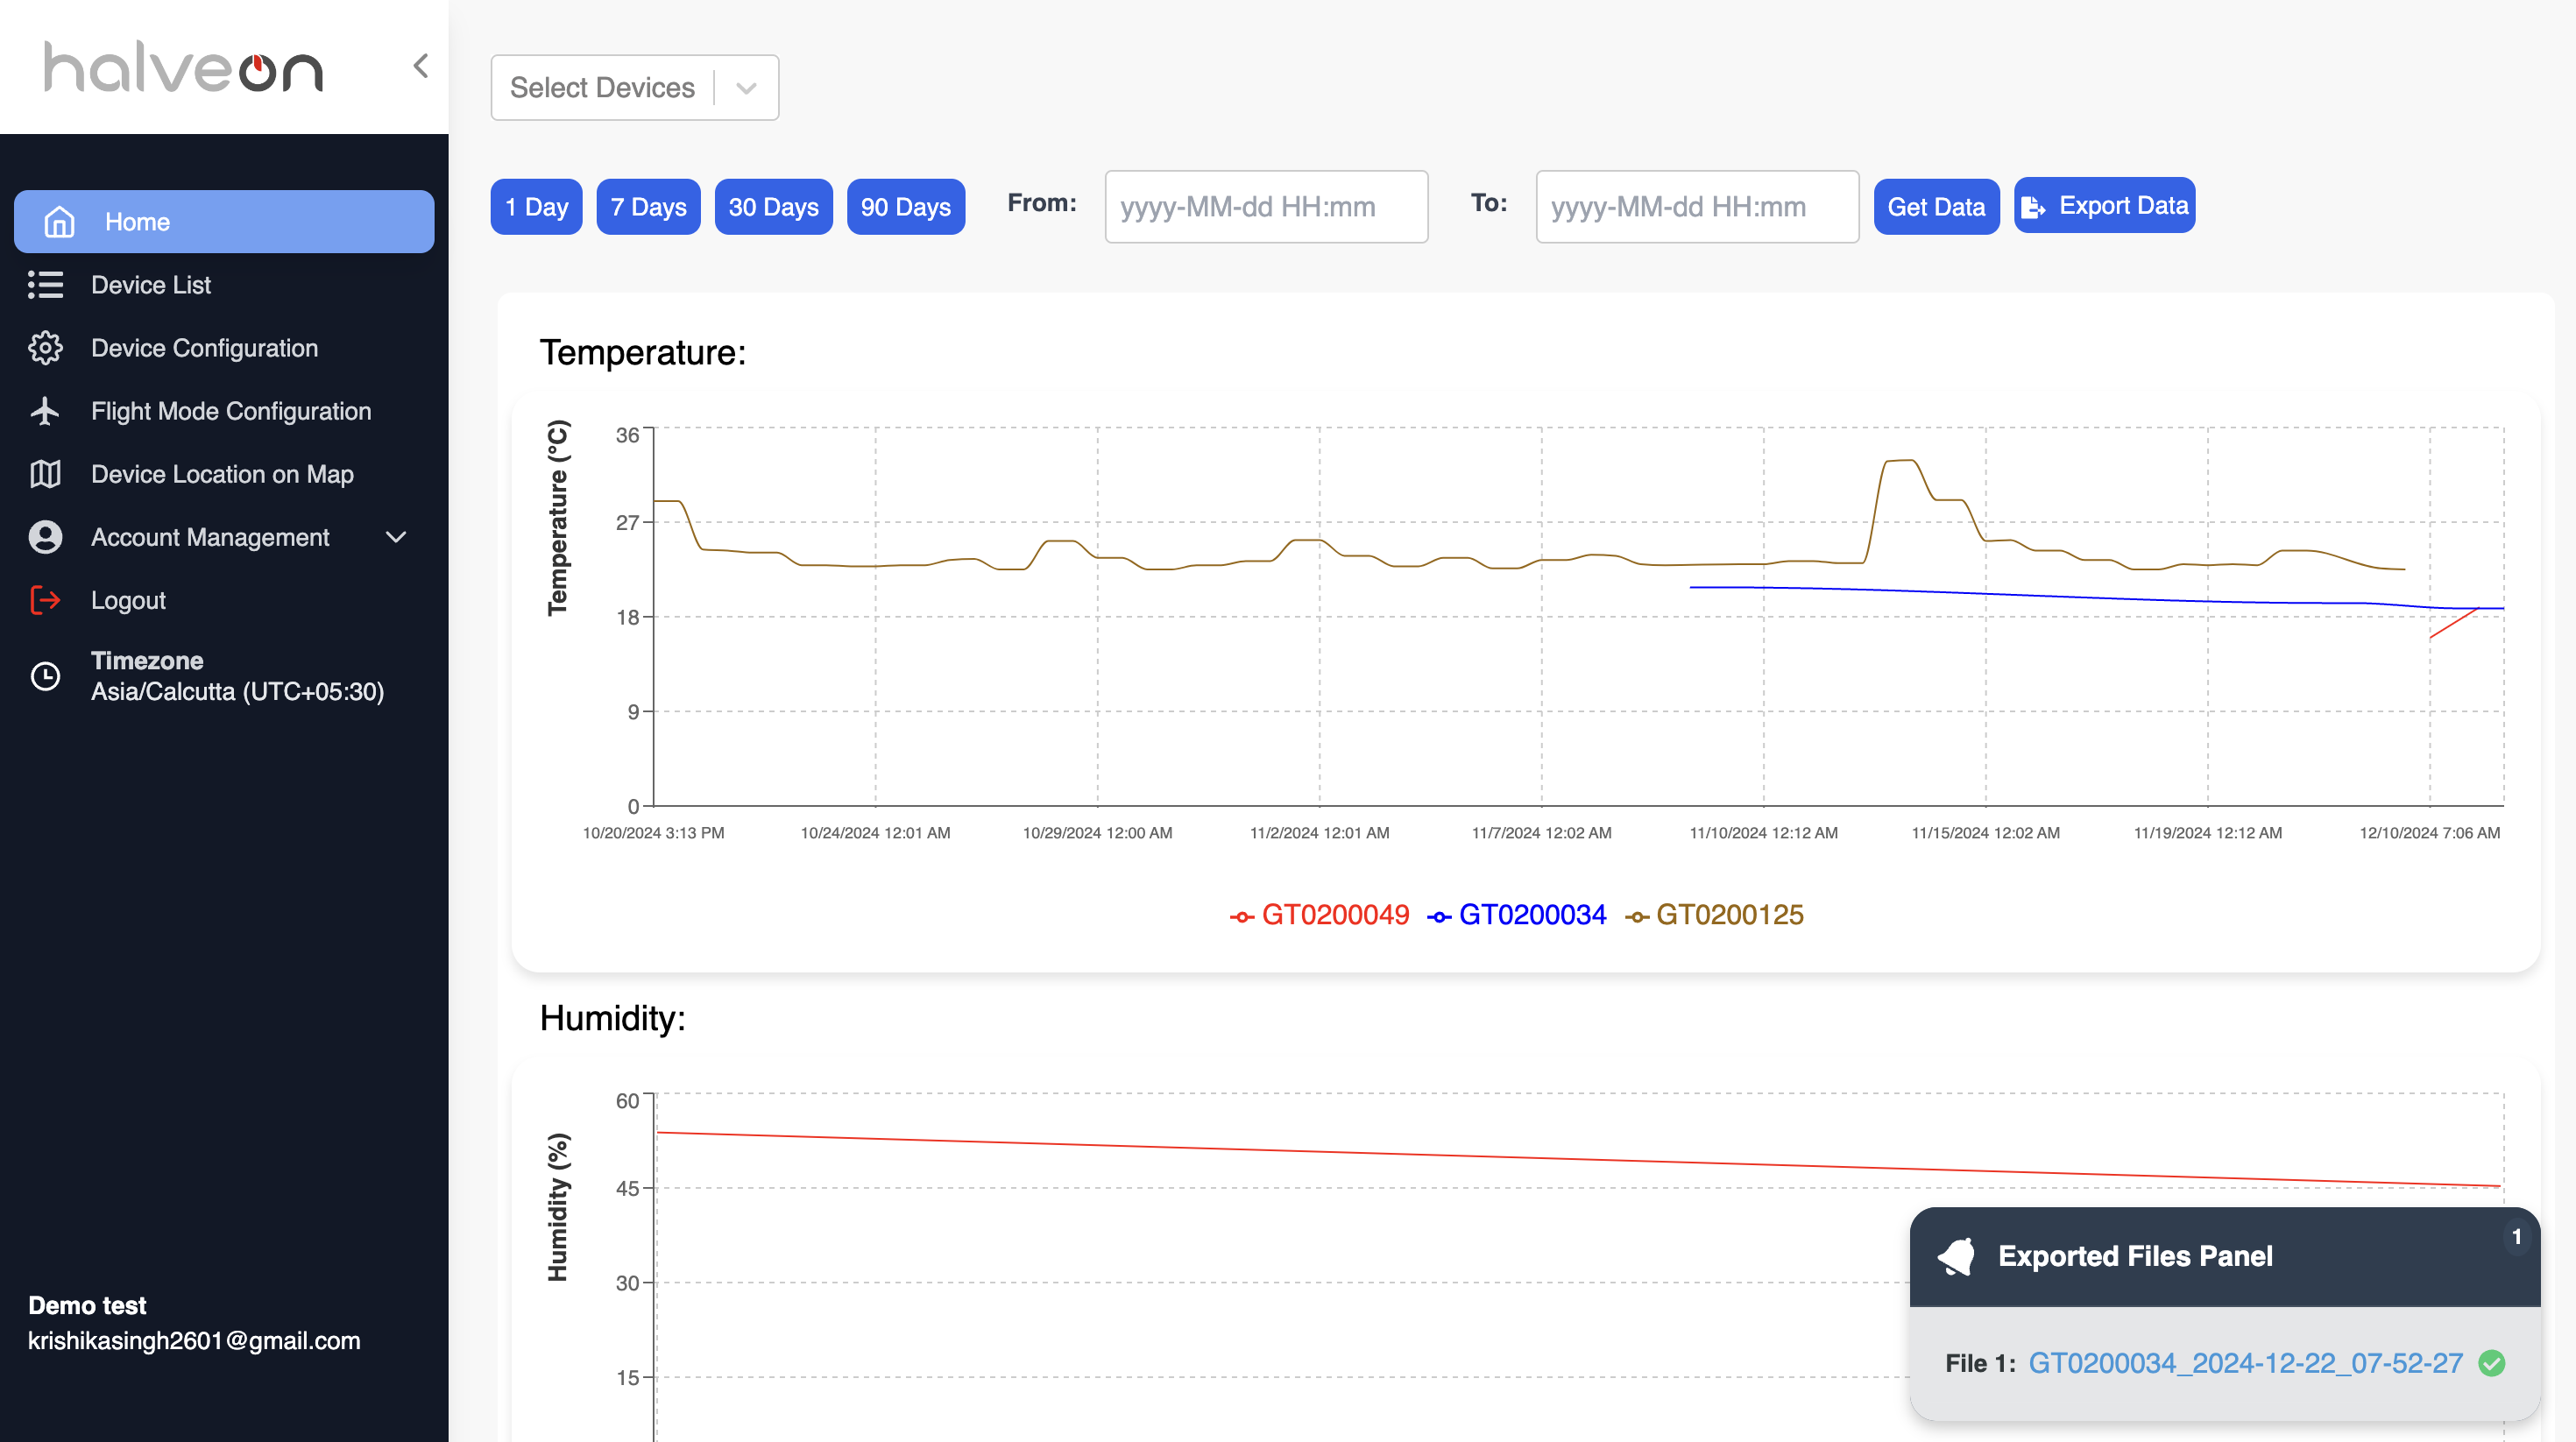 halveon
Home
Device List
Device Configuration
Flight Mode Configuration
Device Location on Map
Account Management
Logout
Timezone
Asia/Calcutta (UTC+05:30)
Demo test
krishikasingh2601@gmail.com
Select Devices
1 Day 7 Days 30 Days 90 Days From: yyyy-MM-dd HH:mm To: yyyy-MM-dd HH:mm Get Data Export Data
Temperature:
Temperature (°C)
36
27
18
9
0
10/20/2024 3:13 PM 10/24/2024 12:01 AM 10/29/2024 12:00 AM 11/2/2024 12:01 AM 11/7/2024 12:02 AM 11/10/2024 12:12 AM 11/15/2024 12:02 AM 11/19/2024 12:12 AM 12/10/2024 7:06 AM
GT0200049 GT0200034 GT0200125
Humidity:
Humidity (%)
60
45
30
15
Exported Files Panel 1
File 1: GT0200034_2024-12-22_07-52-27